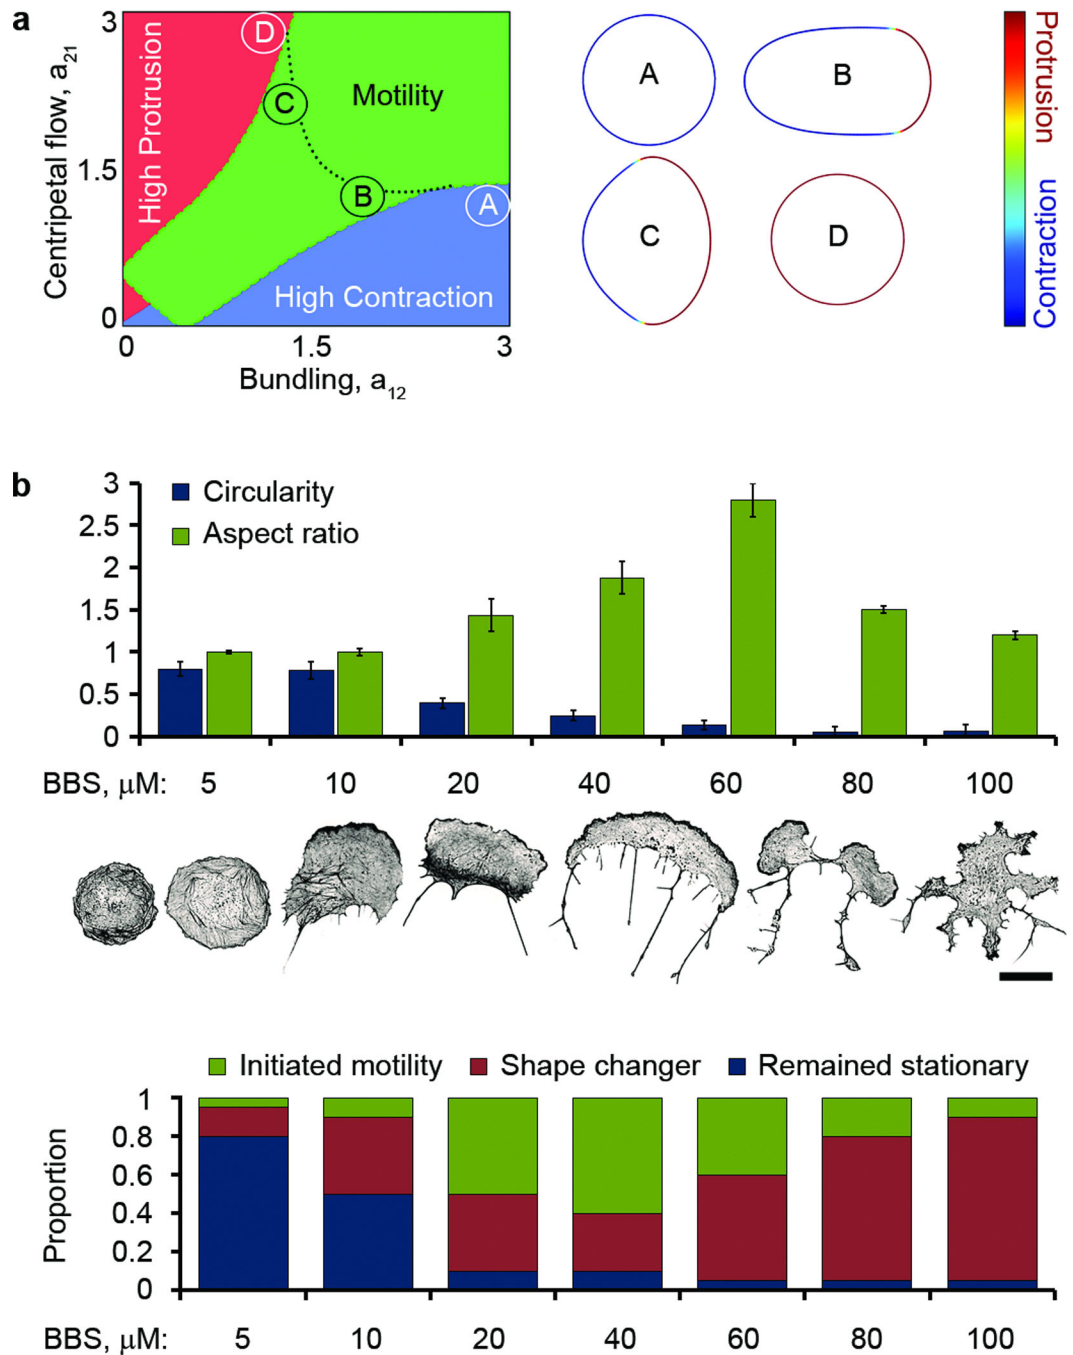 a
3
1.5
0
Centripetal flow, a21
High Protrusion
D
C
Motility
B
A
High Contraction
0 1.5 3
Bundling, a12
A
B
C
D
Protrusion
Contraction
b
Circularity
Aspect ratio
3
2.5
2
1.5
1
0.5
0
BBS, μM: 5 10 20 40 60 80 100
Initiated motility Shape changer Remained stationary
Proportion
1
0.8
0.6
0.4
0.2
0
BBS, μM: 5 10 20 40 60 80 100